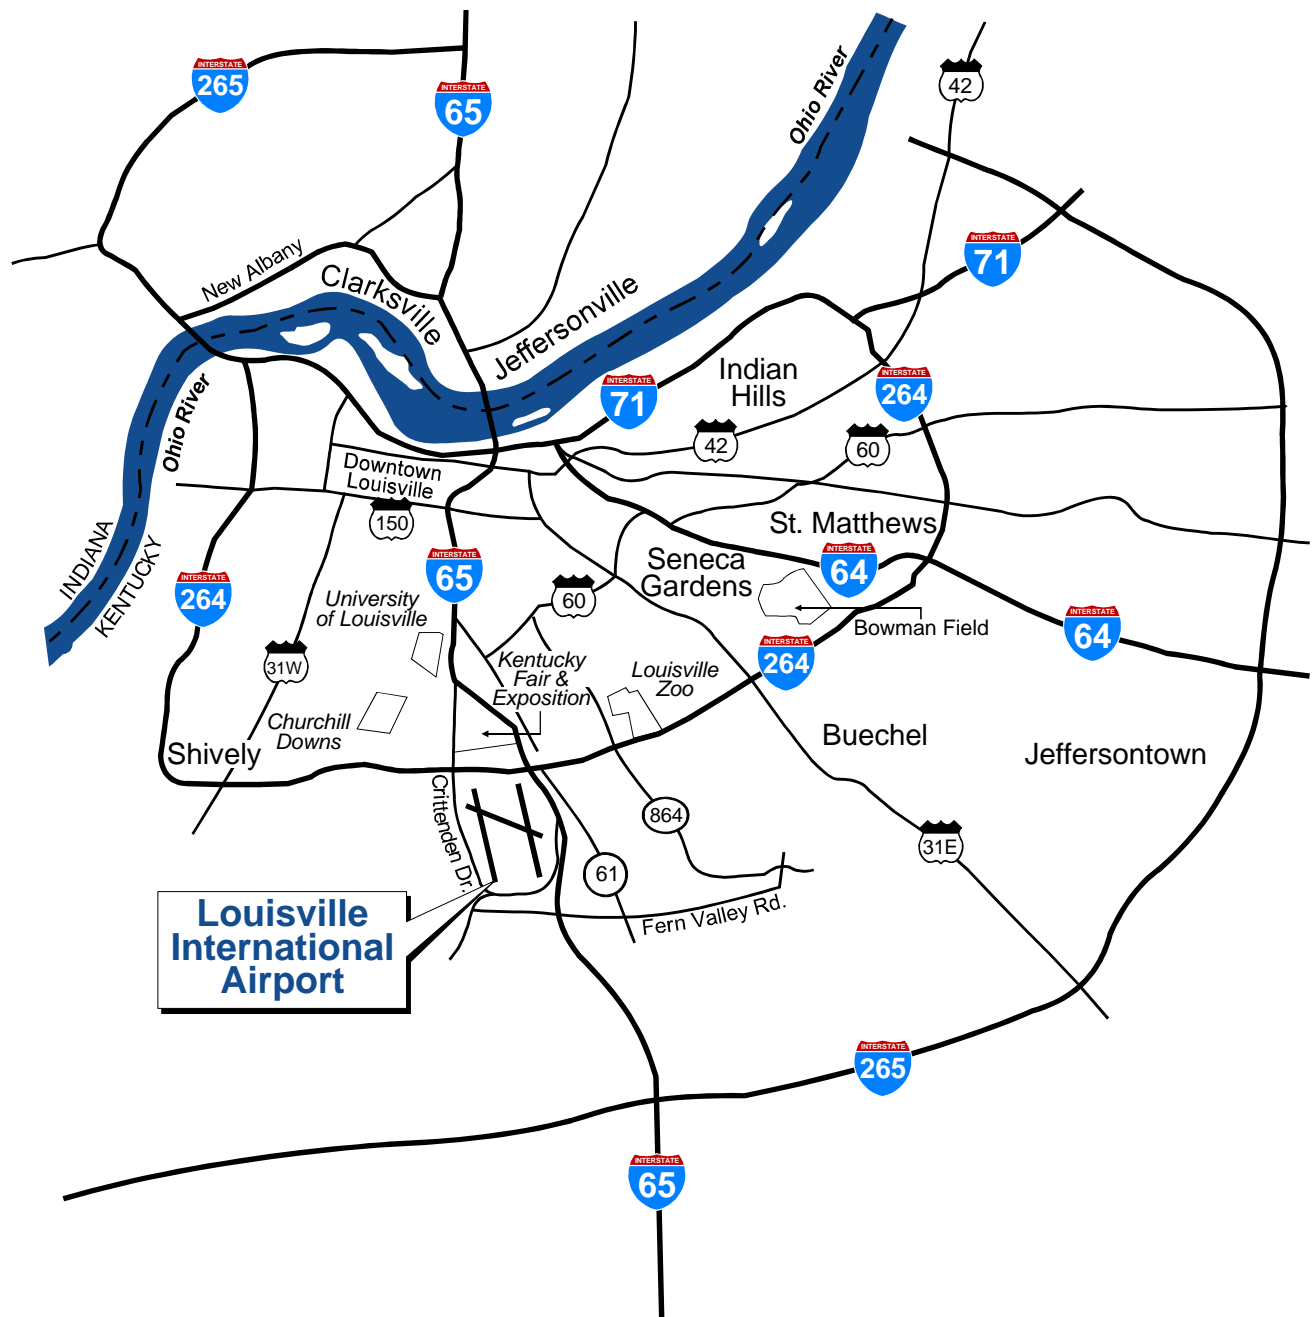 INTERSTATE
265
INTERSTATE
65
Ohio River
42
INTERSTATE
71
New Albany
Clarksville
Jeffersonville
Indian
Hills
INTERSTATE
71
INTERSTATE
264
Ohio River
42
60
Downtown
Louisville
150
St. Matthews
INDIANA
KENTUCKY
INTERSTATE
264
INTERSTATE
65
Seneca
Gardens
INTERSTATE
64
60
University
of Louisville
Bowman Field
INTERSTATE
64
31W
Kentucky
Fair &
Exposition
Louisville
Zoo
INTERSTATE
264
Churchill
Downs
Shively
Buechel
Jeffersontown
Crittenden Dr.
864
31E
61
Fern Valley Rd.
Louisville
International
Airport
INTERSTATE
265
INTERSTATE
65